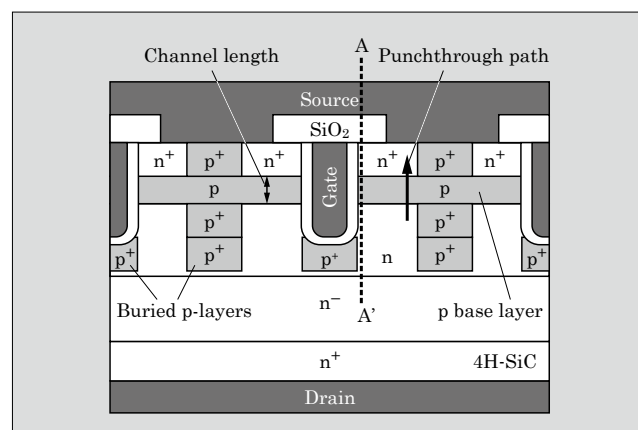 A
Channel length
Punchthrough path
Source
SiO₂
n⁺ p⁺ n⁺ n⁺ p⁺ n⁺
Gate
p
p⁺ p⁺
p⁺ p⁺ p⁺ n p⁺ p⁺
Buried p-layers
n⁻
A’
p base layer
n⁺
4H-SiC
Drain